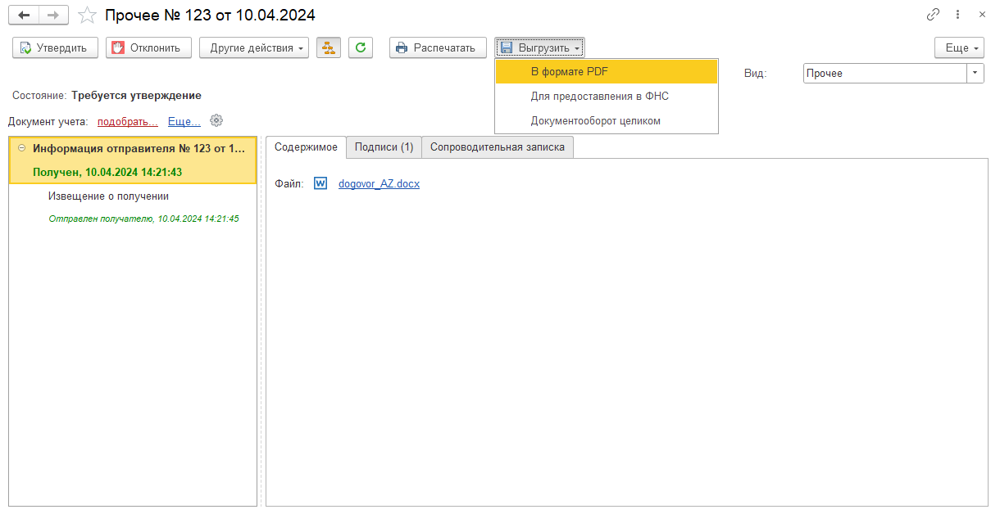 Прочее № 123 от 10.04.2024
Утвердить Отклонить Другие действия Распечатать Выгрузить Еще
В формате PDF
Для предоставления в ФНС
Документооборот целиком
Вид: Прочее
Состояние: Требуется утверждение
Документ учета: подобрать... Еще...
Информация отправителя № 123 от 1...
Получен, 10.04.2024 14:21:43
Извещение о получении
Отправлен получателю, 10.04.2024 14:21:45
Содержимое Подписи (1) Сопроводительная записка
Файл: dogovor_AZ.docx